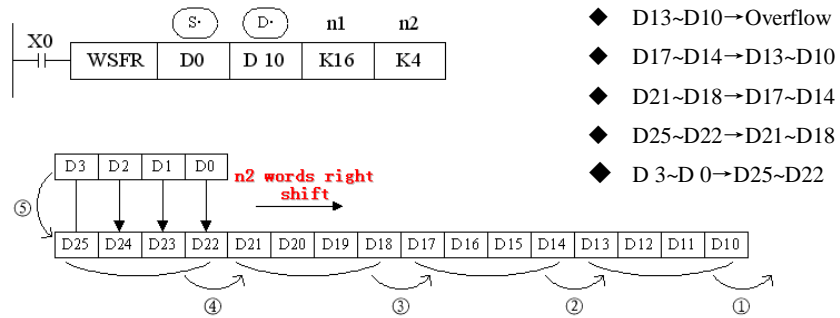 S· D· n1 n2
X0
WSFR D0 D 10 K16 K4
◆ D13~D10→Overflow
◆ D17~D14→D13~D10
◆ D21~D18→D17~D14
◆ D25~D22→D21~D18
◆ D 3~D 0→D25~D22
D3 D2 D1 D0
n2 words right
shift
⑤
D25 D24 D23 D22 D21 D20 D19 D18 D17 D16 D15 D14 D13 D12 D11 D10
④ ③ ② ①